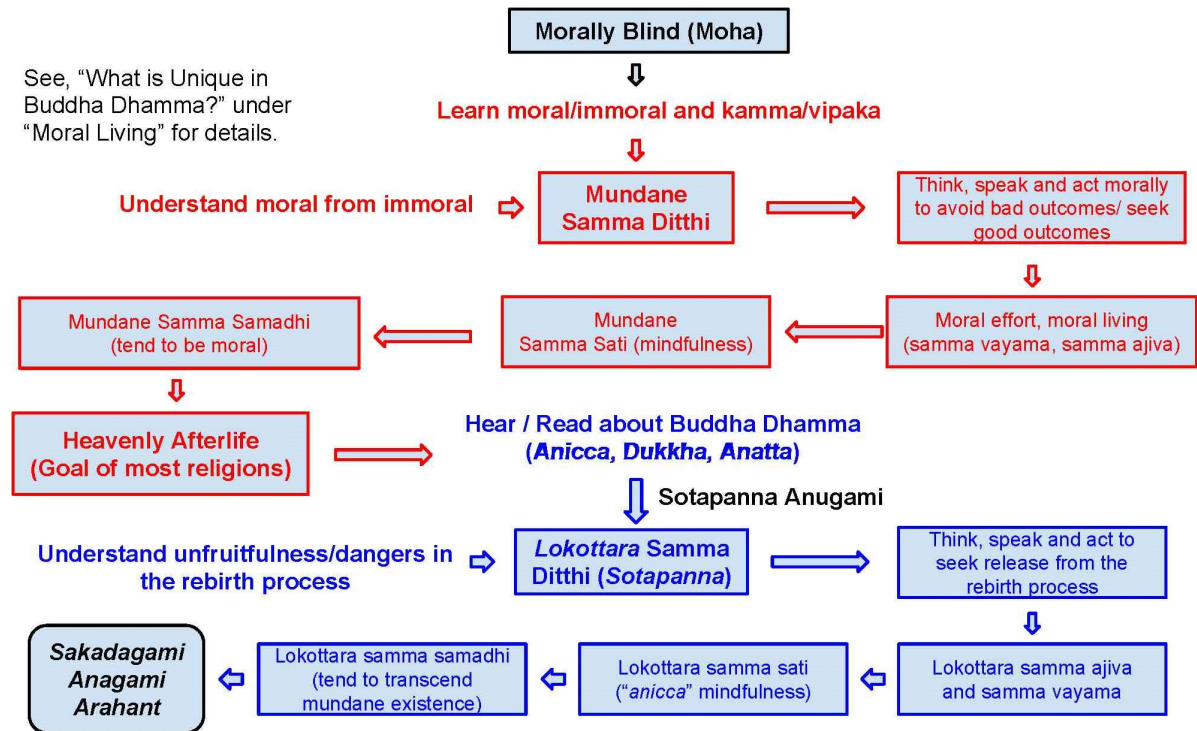 Morally Blind (Moha)
See, “What is Unique in
Buddha Dhamma?” under
“Moral Living” for details.
Learn moral/immoral and kamma/vipaka
Understand moral from immoral
Mundane
Samma Ditthi
Think, speak and act morally
to avoid bad outcomes/ seek
good outcomes
Moral effort, moral living
(samma vayama, samma ajiva)
Mundane
Samma Sati (mindfulness)
Mundane Samma Samadhi
(tend to be moral)
Heavenly Afterlife
(Goal of most religions)
Hear / Read about Buddha Dhamma
(Anicca, Dukkha, Anatta)
Sotapanna Anugami
Understand unfruitfulness/dangers in
the rebirth process
Lokottara Samma
Ditthi (Sotapanna)
Think, speak and act to
seek release from the
rebirth process
Lokottara samma ajiva
and samma vayama
Lokottara samma sati
(“anicca” mindfulness)
Lokottara samma samadhi
(tend to transcend
mundane existence)
Sakadagami
Anagami
Arahant